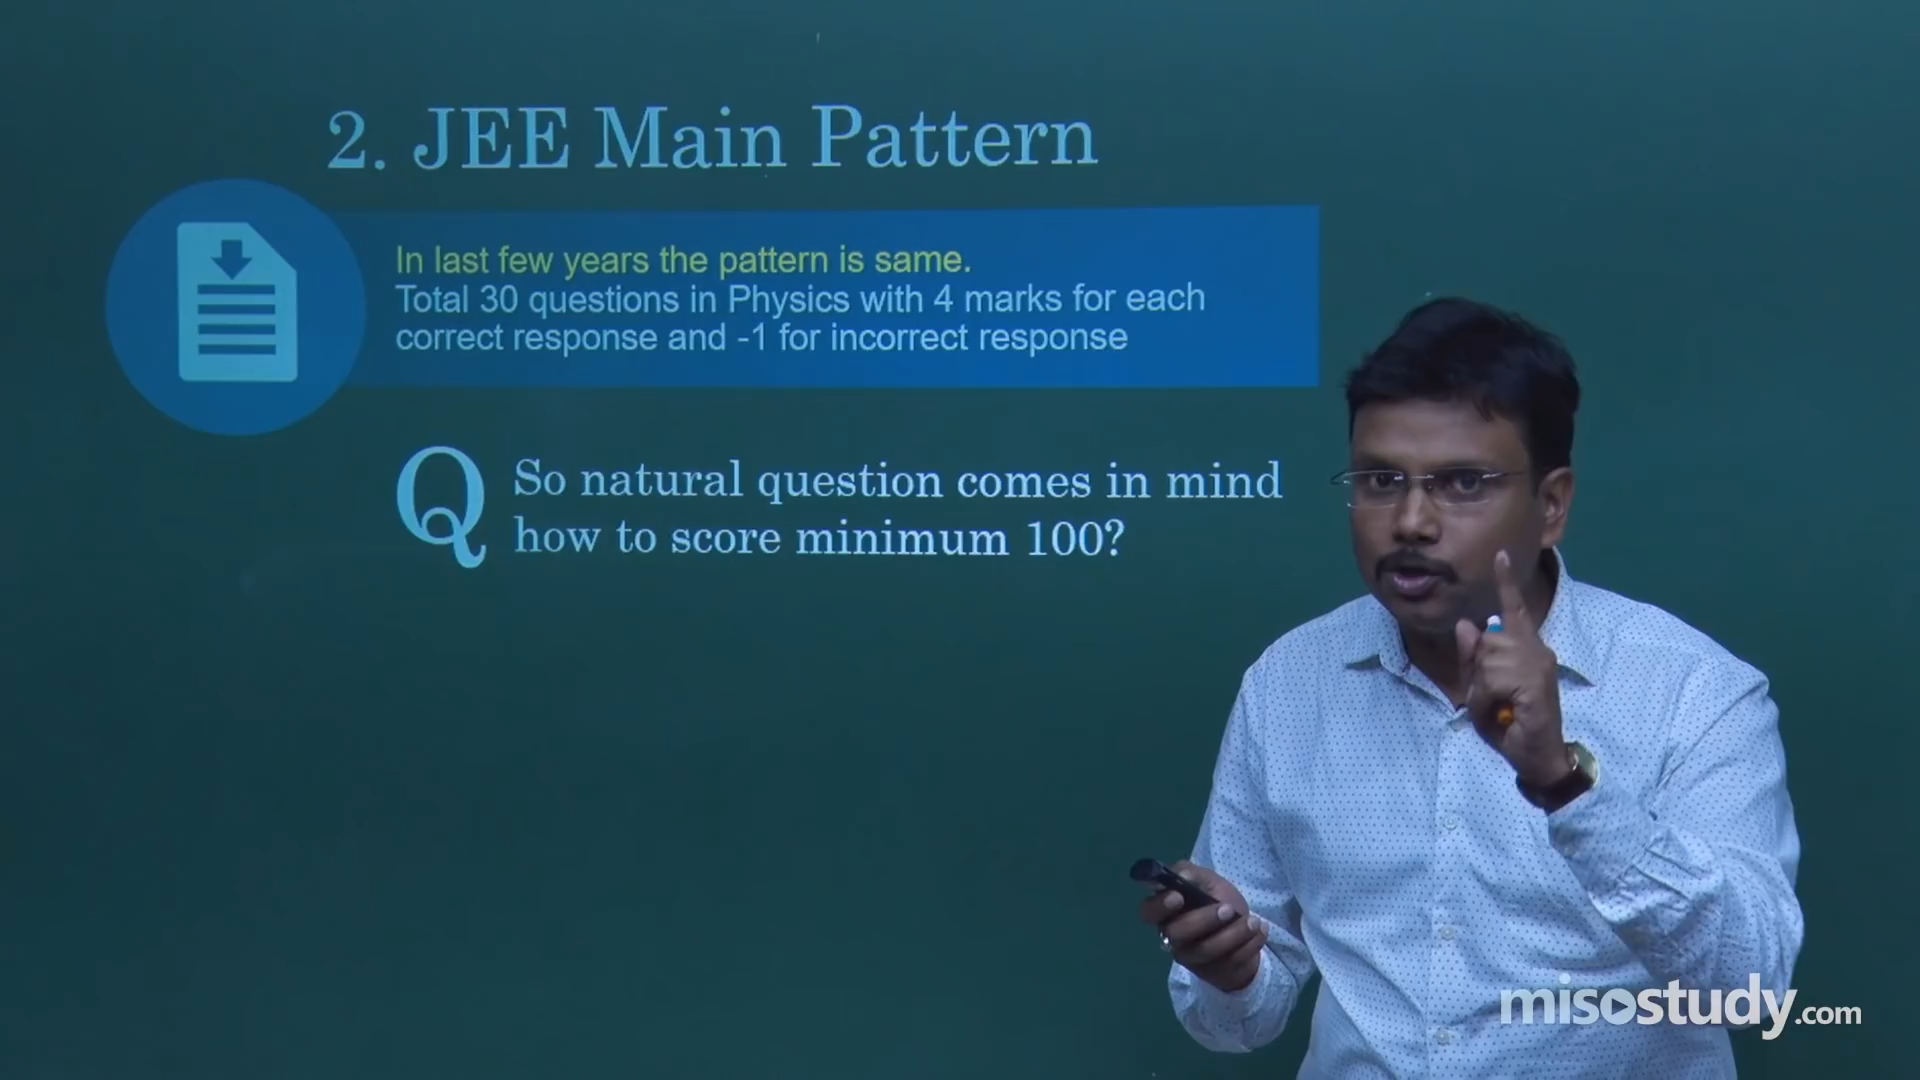 2. JEE Main Pattern
In last few years the pattern is same.
Total 30 questions in Physics with 4 marks for each
correct response and -1 for incorrect response
Q So natural question comes in mind
how to score minimum 100?
misostudy.com